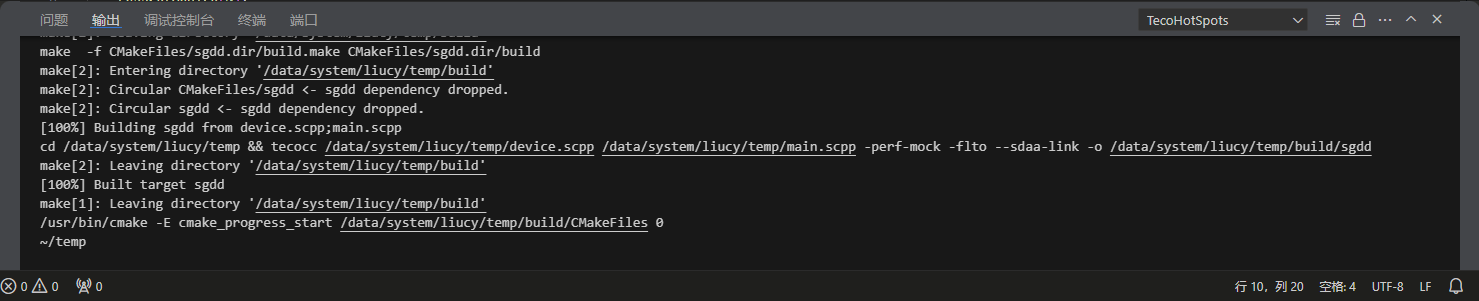 问题 输出 调试控制台 终端 端口 TecoHotSpots
make  -f CMakeFiles/sgdd.dir/build.make CMakeFiles/sgdd.dir/build
make[2]: Entering directory '/data/system/liucy/temp/build'
make[2]: Circular CMakeFiles/sgdd <- sgdd dependency dropped.
make[2]: Circular sgdd <- sgdd dependency dropped.
[100%] Building sgdd from device.scpp;main.scpp
cd /data/system/liucy/temp && tecocc /data/system/liucy/temp/device.scpp /data/system/liucy/temp/main.scpp -perf-mock -flto --sdaa-link -o /data/system/liucy/temp/build/sgdd
make[2]: Leaving directory '/data/system/liucy/temp/build'
[100%] Built target sgdd
make[1]: Leaving directory '/data/system/liucy/temp/build'
/usr/bin/cmake -E cmake_progress_start /data/system/liucy/temp/build/CMakeFiles 0
~/temp
0 0 0 行 10，列 20 空格: 4 UTF-8 LF